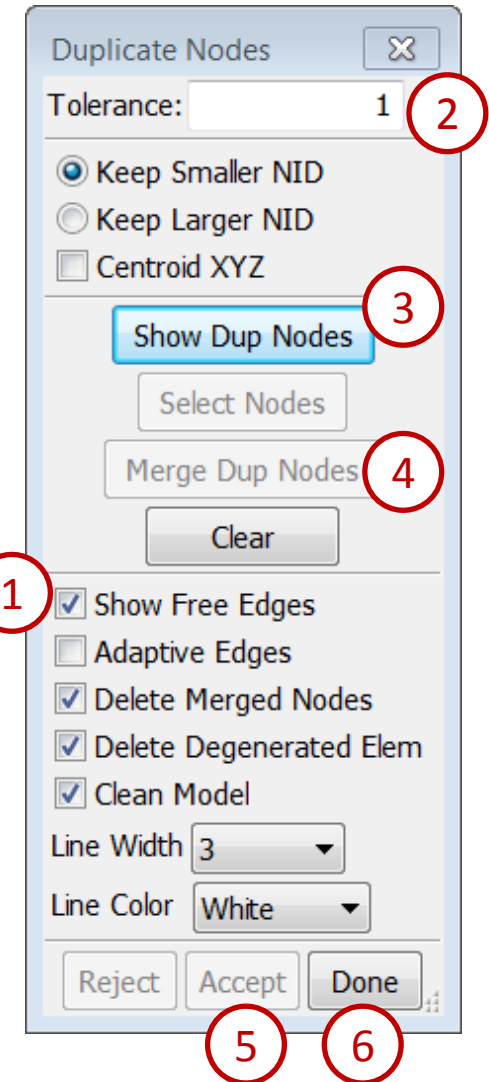 Duplicate Nodes
Tolerance: 1 2
Keep Smaller NID
Keep Larger NID
Centroid XYZ
3
Show Dup Nodes
Select Nodes
Merge Dup Nodes 4
Clear
1 Show Free Edges
Adaptive Edges
Delete Merged Nodes
Delete Degenerated Elem
Clean Model
Line Width 3
Line Color White
Reject Accept Done
5 6